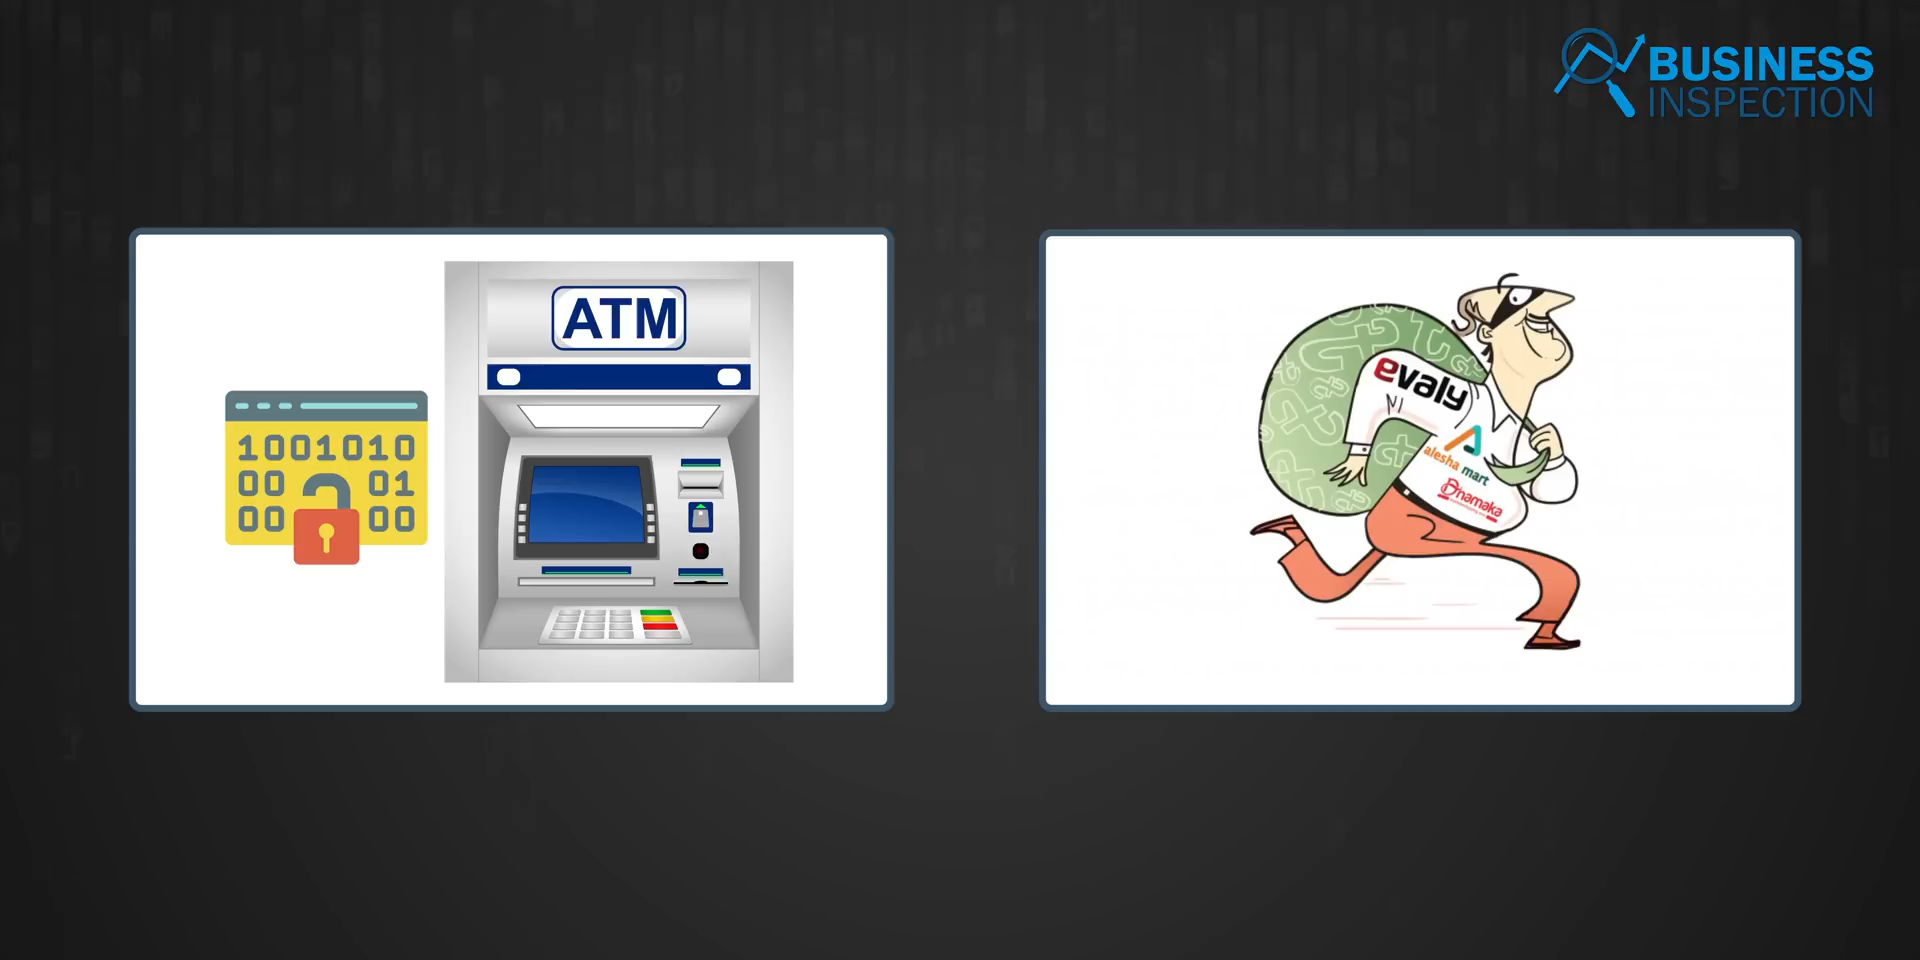 BUSINESS
INSPECTION
ATM
1001010
00 01
00 00
evaly
alesha mart
Dhamaka